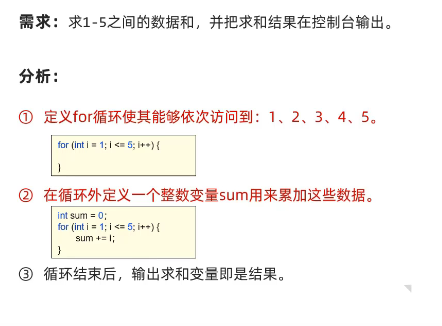 需求：求1-5之间的数据和，并把求和结果在控制台输出。
分析：
① 定义for循环使其能够依次访问到：1、2、3、4、5。
for (int i = 1; i <= 5; i++) {
}
② 在循环外定义一个整数变量sum用来累加这些数据。
int sum = 0;
for (int i = 1; i <= 5; i++) {
sum += i;
}
③ 循环结束后，输出求和变量即是结果。